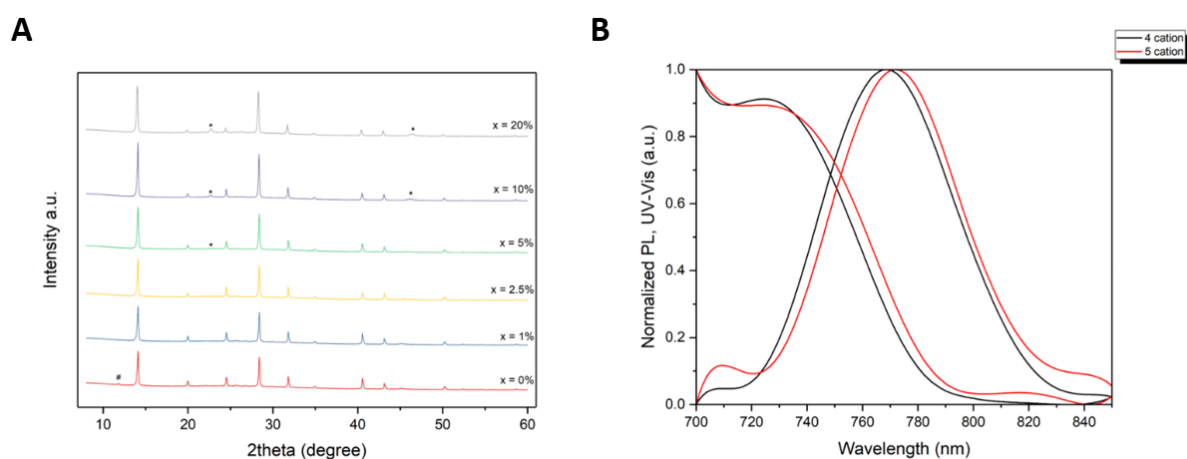 A
*
*
x = 20%
*
*
x = 10%
*
x = 5%
x = 2.5%
x = 1%
#
x = 0%
Intensity a.u.
10 20 30 40 50 60
2theta (degree)
B
4 cation
5 cation
1.0
0.8
0.6
0.4
0.2
0.0
Normalized PL, UV-Vis (a.u.)
700 720 740 760 780 800 820 840
Wavelength (nm)